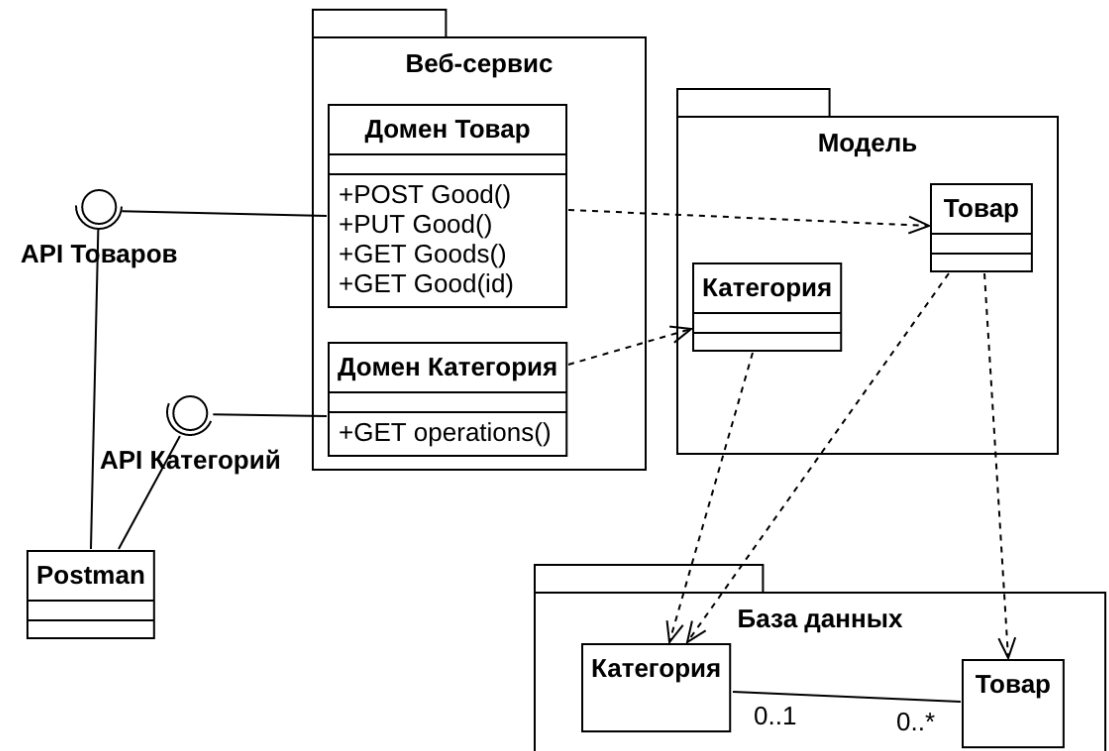 Веб-сервис
Домен Товар
+POST Good()
+PUT Good()
+GET Goods()
+GET Good(id)
Домен Категория
+GET operations()
API Товаров
API Категорий
Postman
Модель
Товар
Категория
База данных
Категория
Товар
0..1
0..*